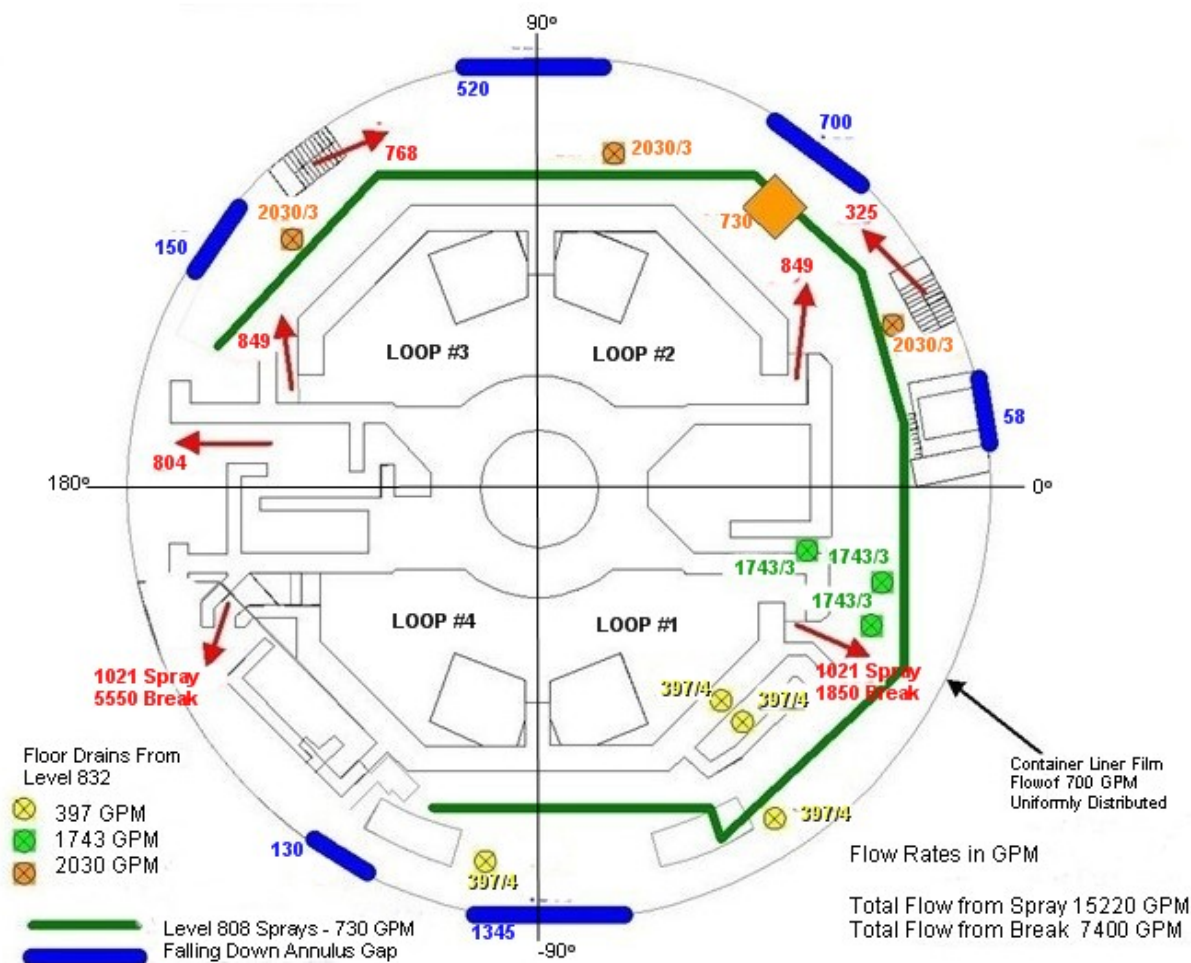 90º
520
700
768
2030/3
2030/3
150
730
325
849
849
2030/3
LOOP #3
LOOP #2
58
804
180º
0º
1743/3
1743/3
1743/3
LOOP #4
LOOP #1
1021 Spray
5550 Break
1021 Spray
1850 Break
397/4
397/4
Floor Drains From
Level 832
397 GPM
1743 GPM
2030 GPM
Container Liner Film
Flowof 700 GPM
Uniformly Distributed
397/4
130
397/4
Flow Rates in GPM
Total Flow from Spray 15220 GPM
Total Flow from Break 7400 GPM
Level 808 Sprays - 730 GPM
Falling Down Annulus Gap
1345
-90º